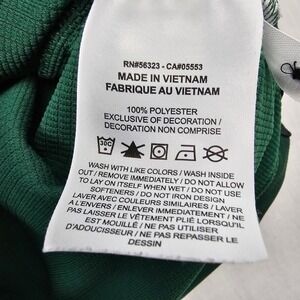 RN#56323 - CA#05553
MADE IN VIETNAM
FABRIQUE AU VIETNAM
100% POLYESTER
EXCLUSIVE OF DECORATION /
DECORATION NON COMPRISE
30C
WASH WITH LIKE COLORS / WASH INSIDE
OUT / REMOVE IMMEDIATELY / DO NOT ALLOW
TO LAY ON ITSELF WHEN WET / DO NOT USE
SOFTENERS / DO NOT IRON DESIGN
LAVER AVEC COULEURS SIMILAIRES / LAVER A
L'ENVERS / RETIRER IMMEDIATEMENT / NE
PAS LAISSER LE VÊTEMENT PLIÉ LORSQU'IL
EST MOUILLÉ / NE PAS UTILISER
D'ADOUCISSEUR / NE PAS REPASSER LE
DESSIN